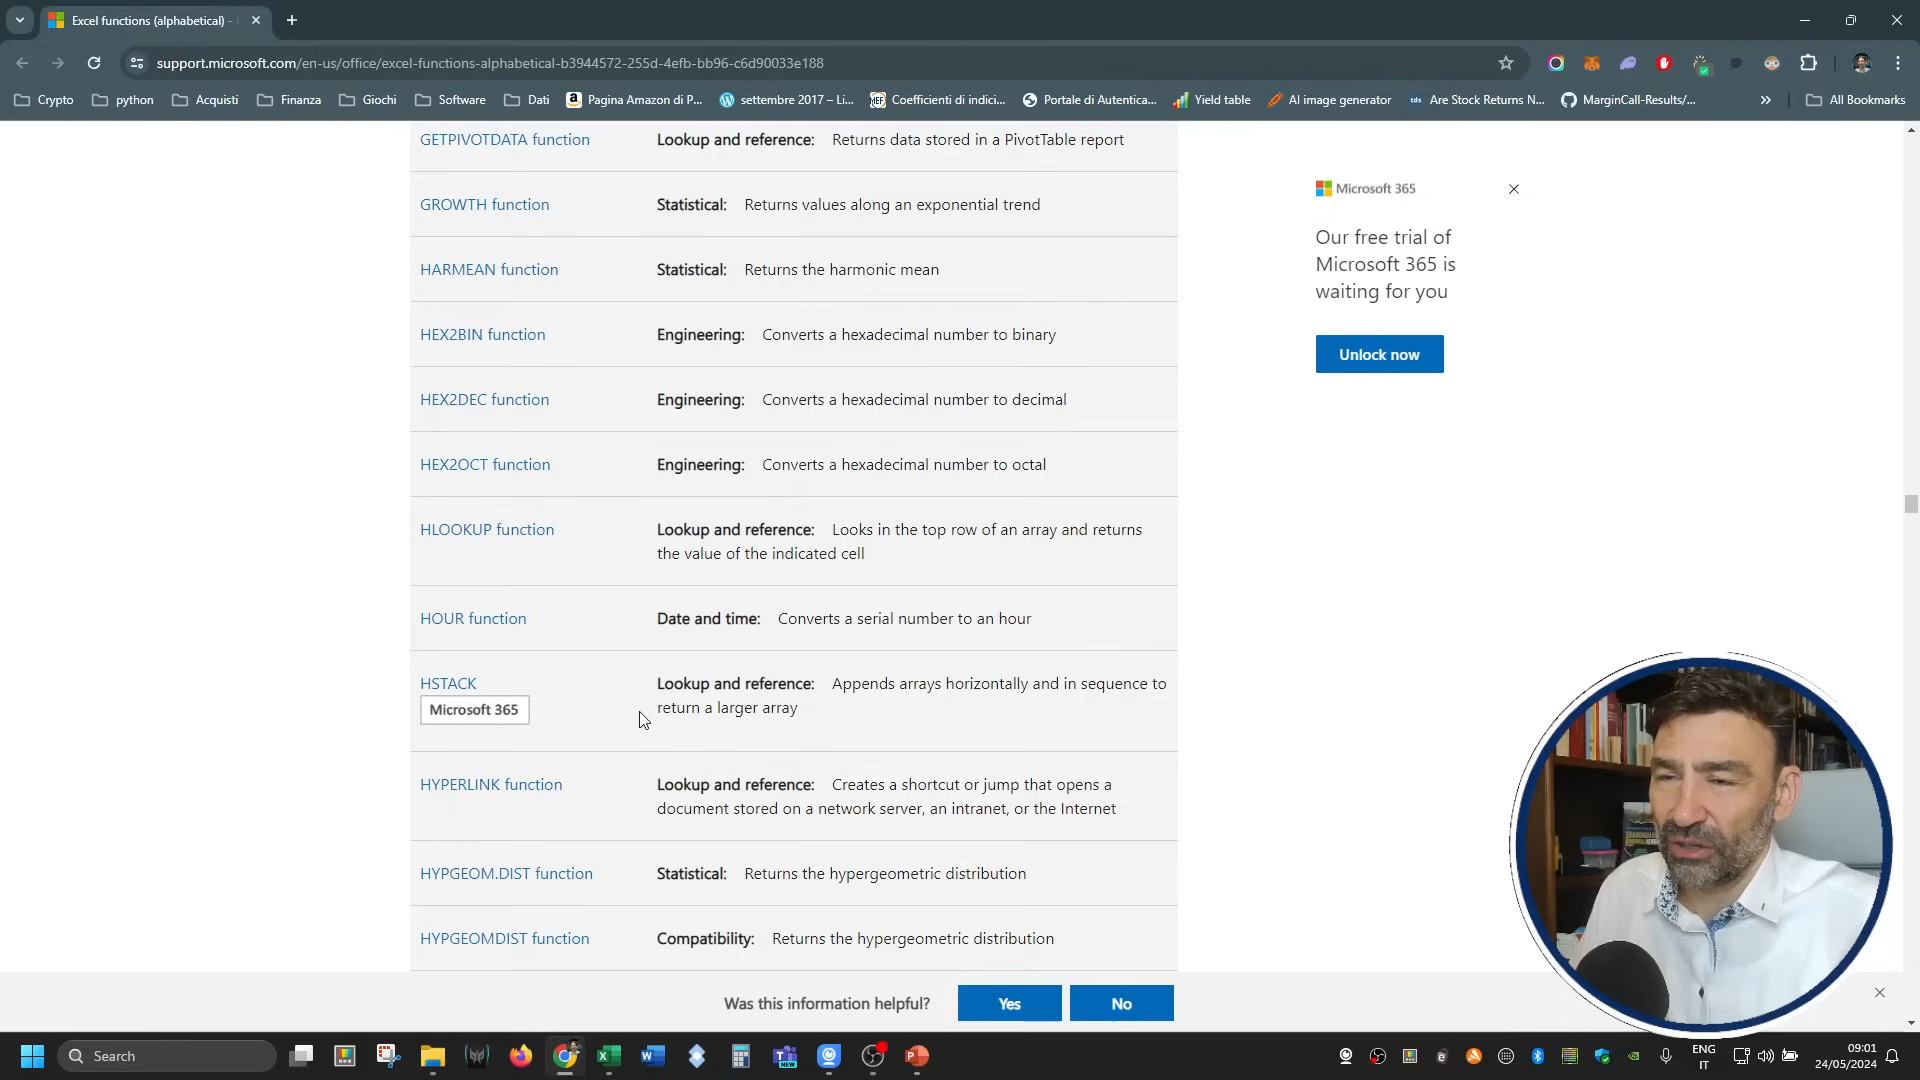 Excel functions (alphabetical) -
support.microsoft.com/en-us/office/excel-functions-alphabetical-b3944572-255d-4efb-bb96-c6d90033e188
Crypto
python
Acquisti
Finanza
Giochi
Software
Dati
Pagina Amazon di P...
settembre 2017 – Li...
Coefficienti di indici...
Portale di Autentica...
Yield table
AI image generator
Are Stock Returns N...
MarginCall-Results/...
All Bookmarks
GETPIVOTDATA function Lookup and reference: Returns data stored in a PivotTable report
GROWTH function Statistical: Returns values along an exponential trend
HARMEAN function Statistical: Returns the harmonic mean
HEX2BIN function Engineering: Converts a hexadecimal number to binary
HEX2DEC function Engineering: Converts a hexadecimal number to decimal
HEX2OCT function Engineering: Converts a hexadecimal number to octal
HLOOKUP function Lookup and reference: Looks in the top row of an array and returns
the value of the indicated cell
HOUR function Date and time: Converts a serial number to an hour
HSTACK Lookup and reference: Appends arrays horizontally and in sequence to
Microsoft 365 return a larger array
HYPERLINK function Lookup and reference: Creates a shortcut or jump that opens a
document stored on a network server, an intranet, or the Internet
HYPGEOM.DIST function Statistical: Returns the hypergeometric distribution
HYPGEOMDIST function Compatibility: Returns the hypergeometric distribution
Microsoft 365
Our free trial of
Microsoft 365 is
waiting for you
Unlock now
Was this information helpful? Yes No
Search
ENG
IT
09:01
24/05/2024